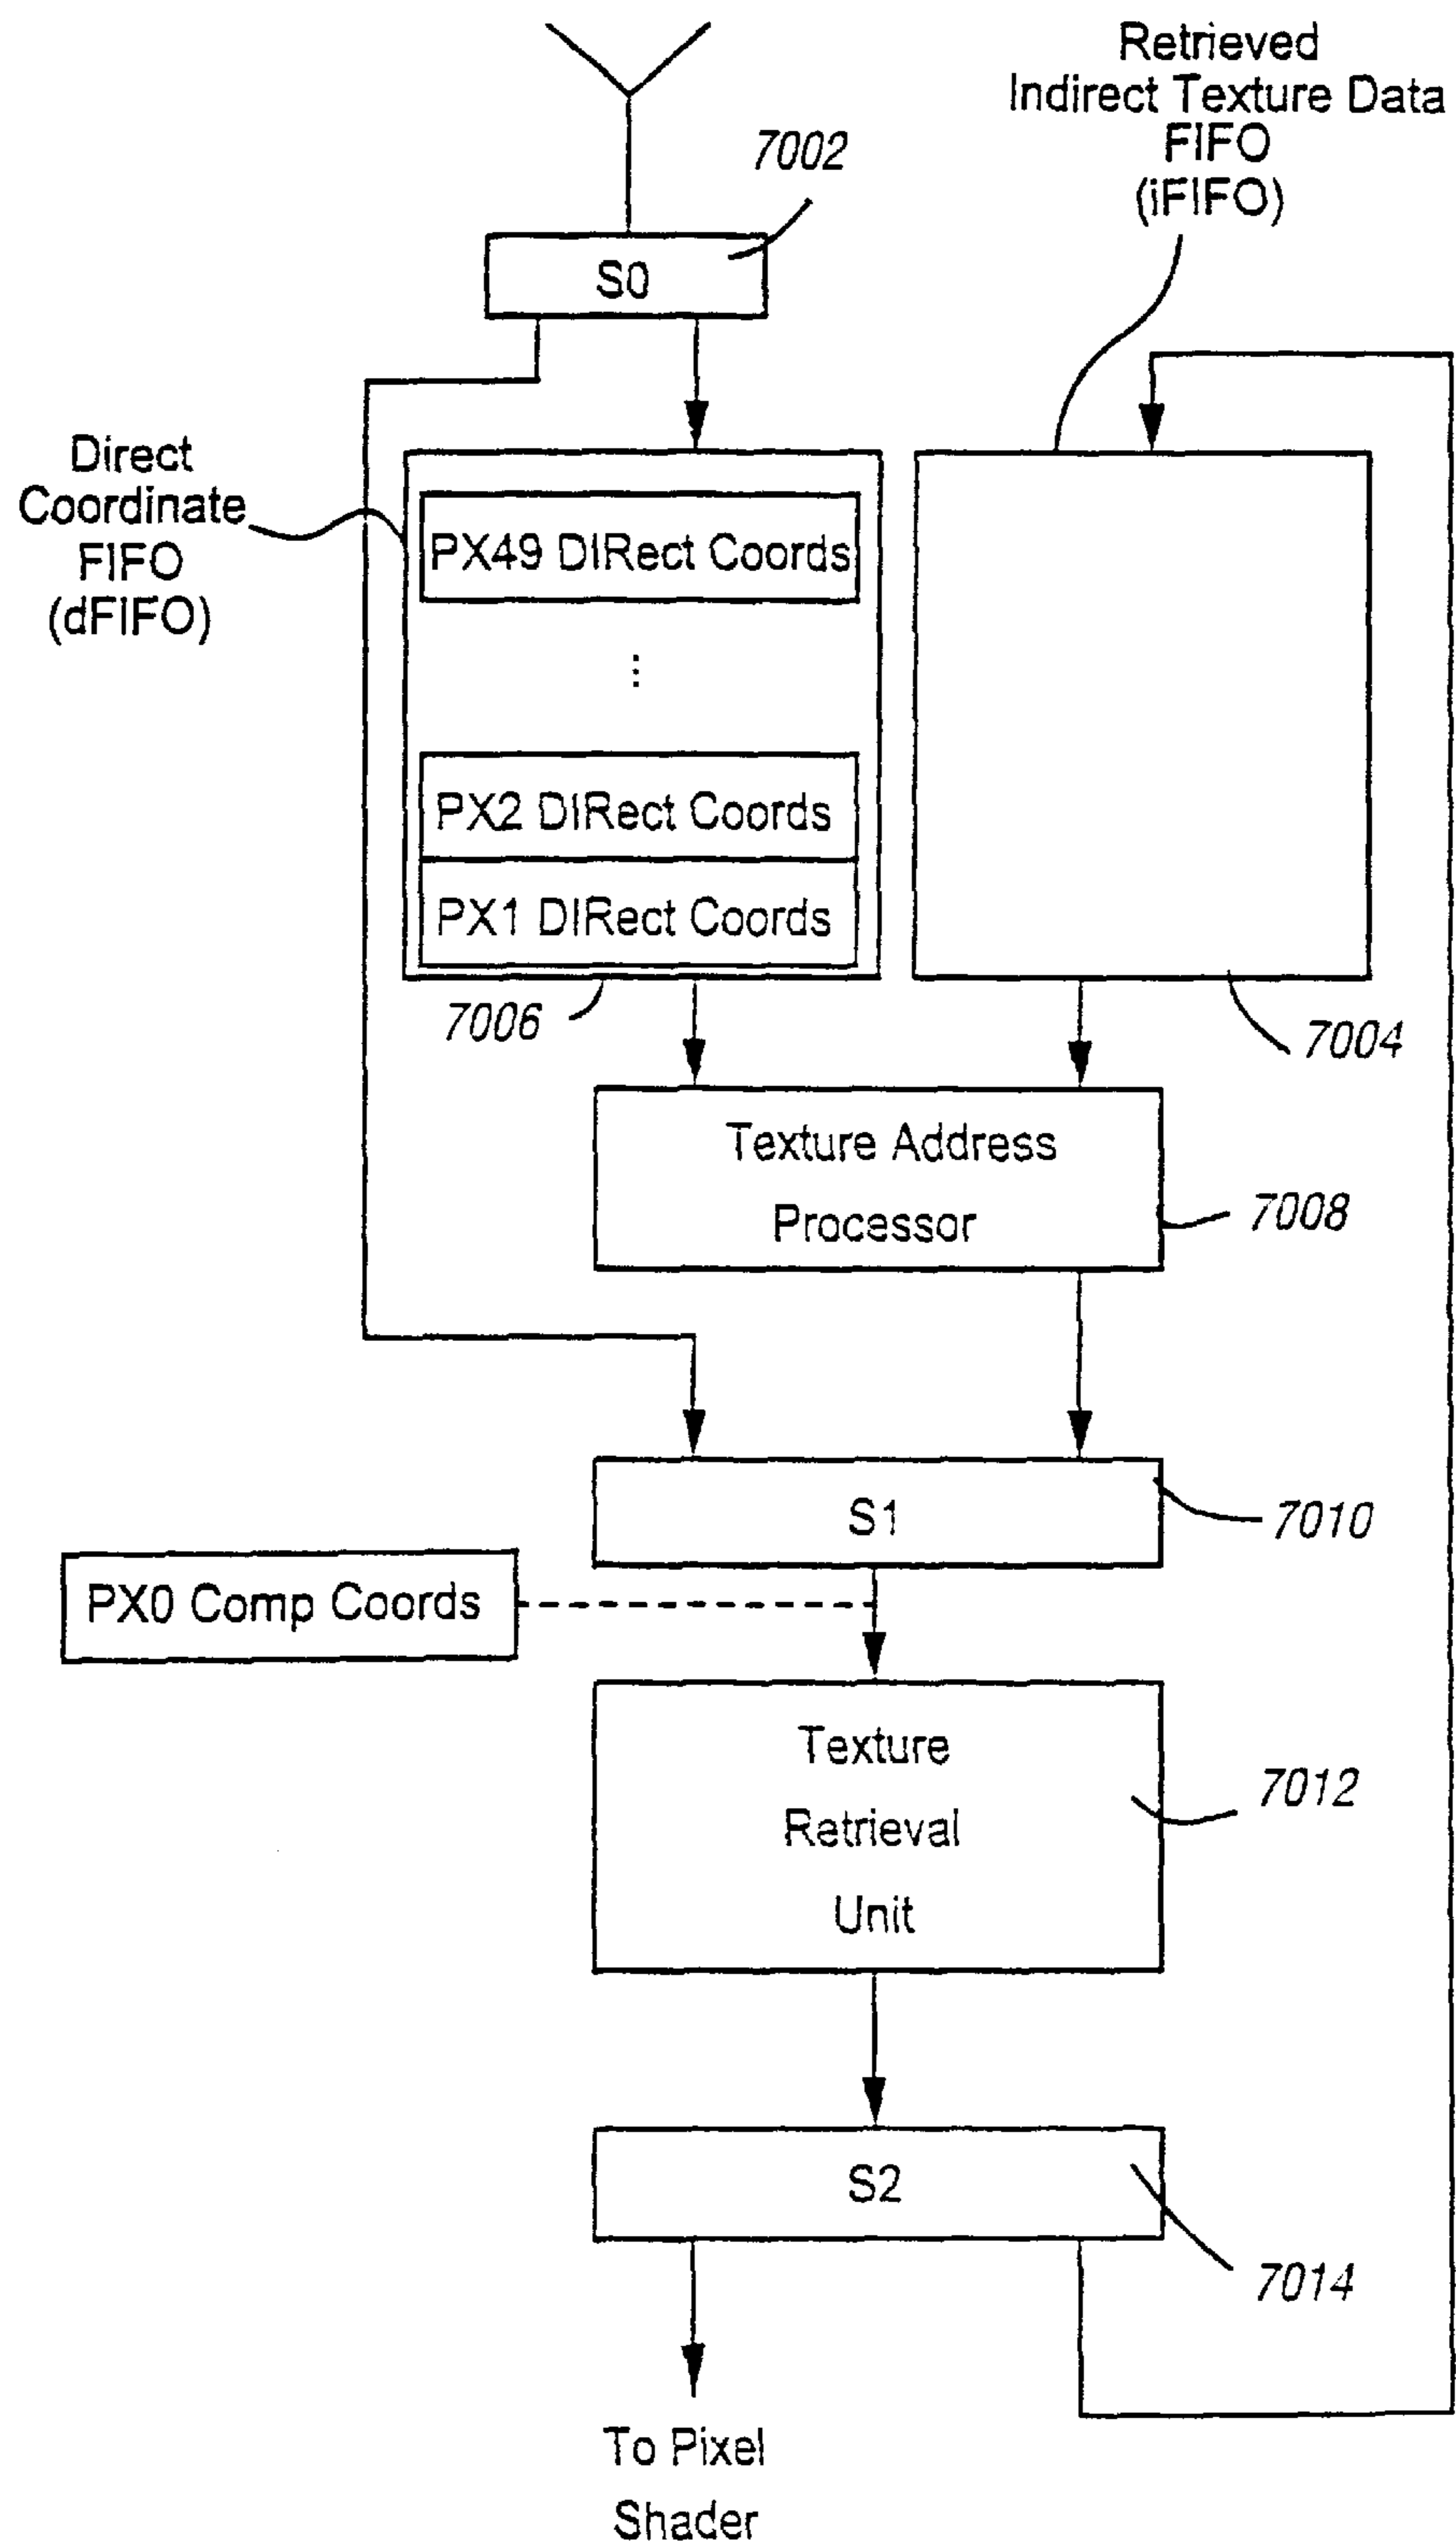 Retrieved
Indirect Texture Data
FIFO
(iFIFO)
7002
S0
Direct
Coordinate
FIFO
(dFIFO)
PX49 DIRect Coords
...
PX2 DIRect Coords
PX1 DIRect Coords
7006
7004
Texture Address
Processor
7008
S1
7010
PX0 Comp Coords
Texture
Retrieval
Unit
7012
S2
7014
To Pixel
Shader